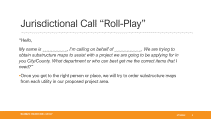 Jurisdictional Call “Roll-Play”
“Hello,
My name is __________, I'm calling on behalf of __________. We are trying to
obtain substructure maps to assist with a project we are going to be applying for in
you City/County. What department or who can best get me the correct items that I
need?”
•Once you get to the right person or place, we will try to order substructure maps
from each utility in our proposed project area.